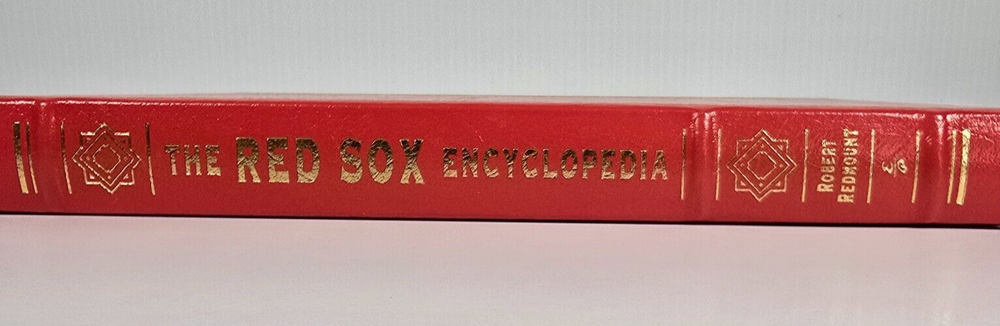 THE RED SOX ENCYCLOPEDIA
ROBERT
REDMOUNT